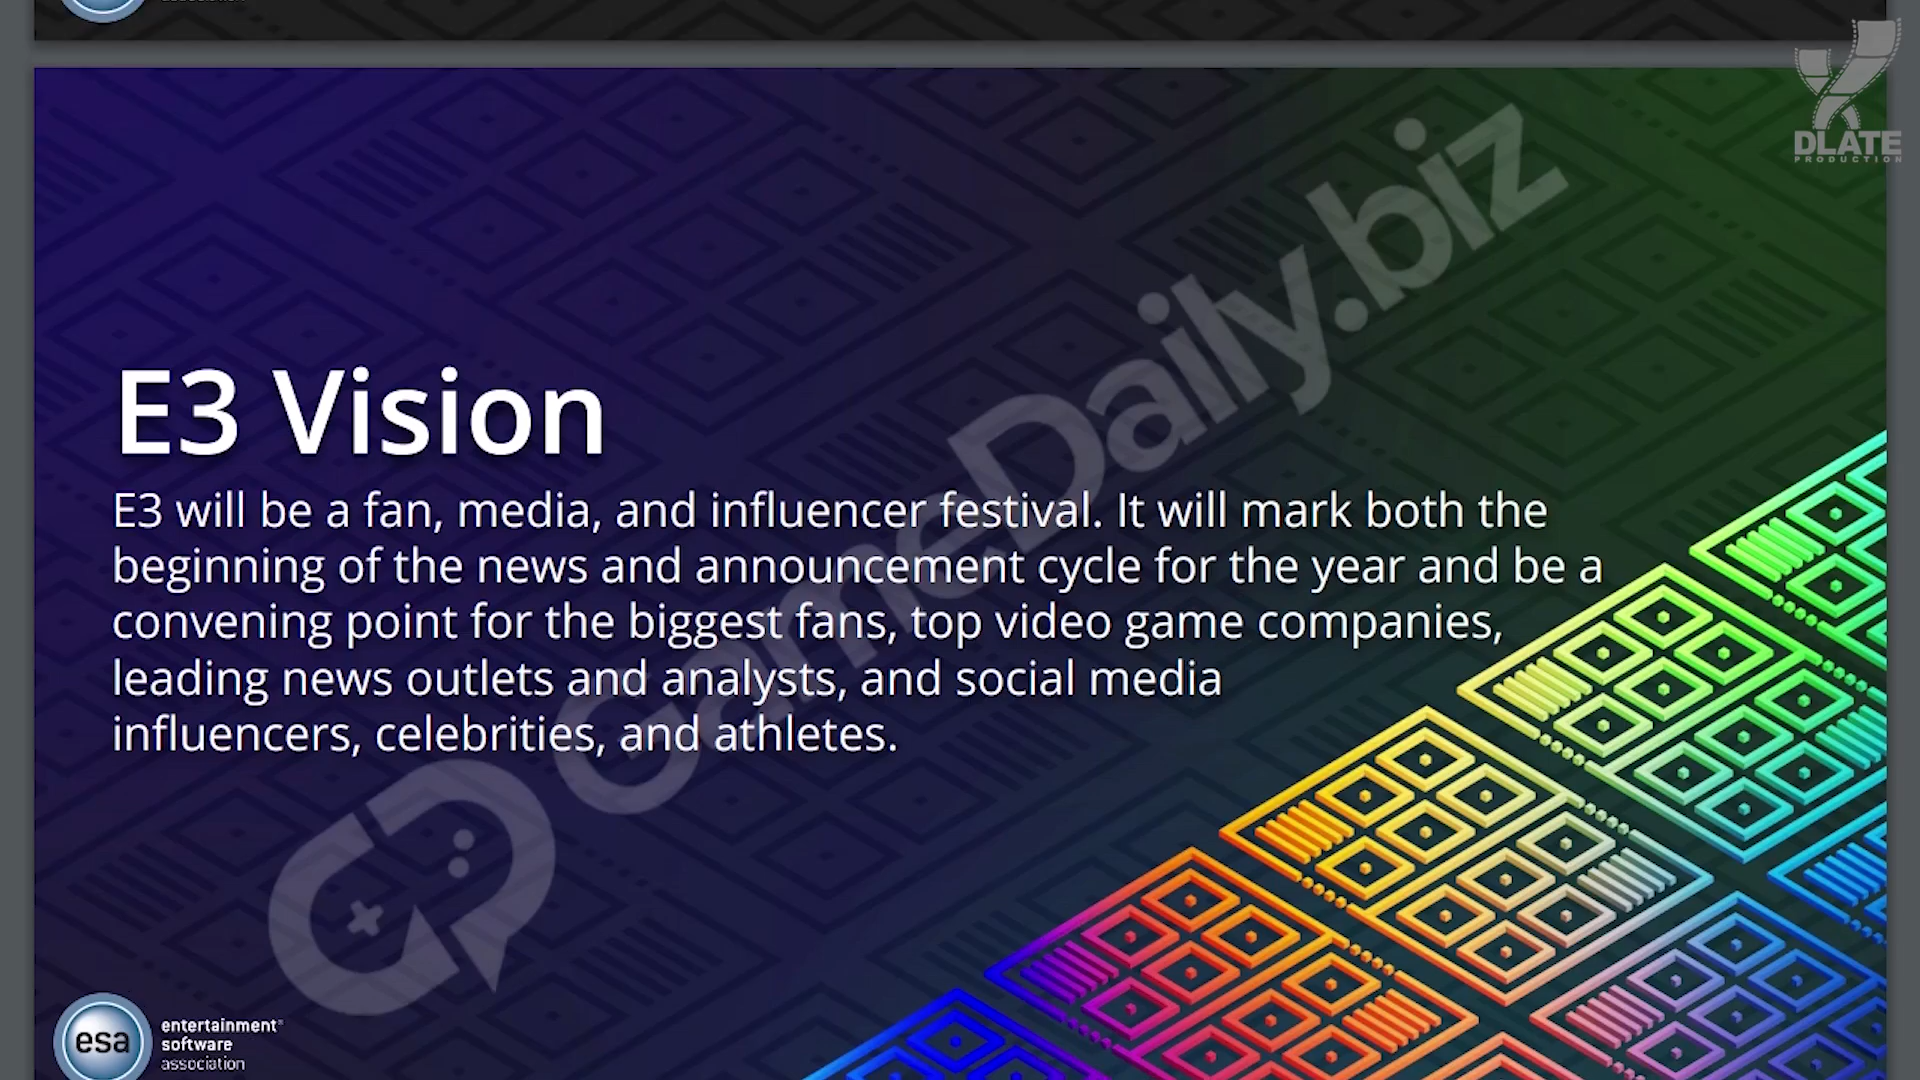 DLATE
PRODUCTION
GameDaily.biz
E3 Vision
E3 will be a fan, media, and influencer festival. It will mark both the
beginning of the news and announcement cycle for the year and be a
convening point for the biggest fans, top video game companies,
leading news outlets and analysts, and social media
influencers, celebrities, and athletes.
esa
entertainment®
software
association